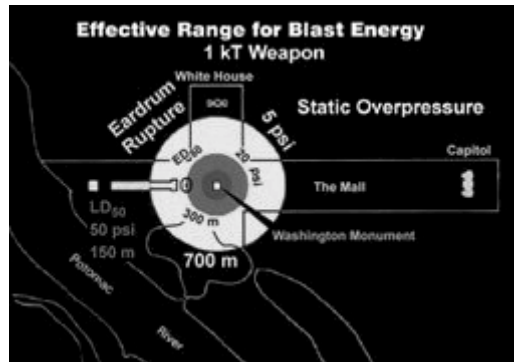 Effective Range for Blast Energy
1 kT Weapon
White House
Eardrum
Rupture
5 psi
Static Overpressure
ED50
20 psi
Capitol
The Mall
LD50
50 psi
150 m
300 m
Washington Monument
700 m
Potomac
River